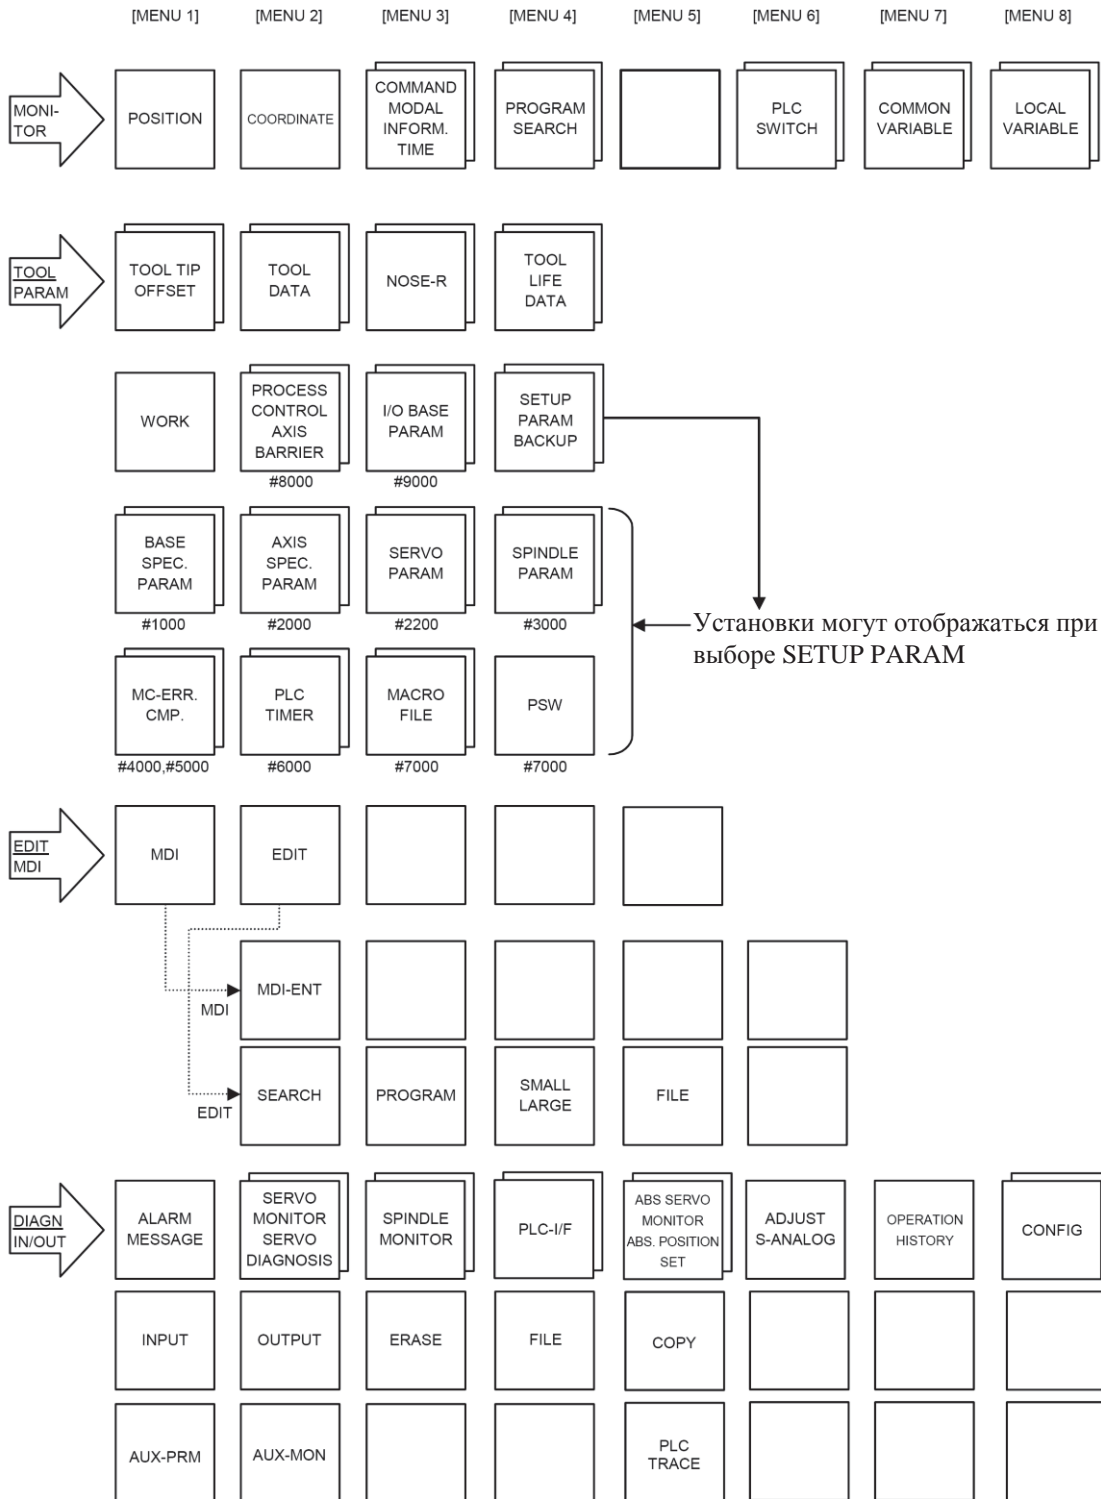 [MENU 1] [MENU 2] [MENU 3] [MENU 4] [MENU 5] [MENU 6] [MENU 7] [MENU 8]
MONI-
TOR
POSITION
COORDINATE
COMMAND
MODAL
INFORM.
TIME
PROGRAM
SEARCH
PLC
SWITCH
COMMON
VARIABLE
LOCAL
VARIABLE
TOOL
PARAM
TOOL TIP
OFFSET
TOOL
DATA
NOSE-R
TOOL
LIFE
DATA
WORK
PROCESS
CONTROL
AXIS
BARRIER
#8000
I/O BASE
PARAM
#9000
SETUP
PARAM
BACKUP
BASE
SPEC.
PARAM
#1000
AXIS
SPEC.
PARAM
#2000
SERVO
PARAM
#2200
SPINDLE
PARAM
#3000
Установки могут отображаться при
выборе SETUP PARAM
MC-ERR.
CMP.
#4000,#5000
PLC
TIMER
#6000
MACRO
FILE
#7000
PSW
#7000
EDIT
MDI
MDI
EDIT
MDI
MDI-ENT
EDIT
SEARCH
PROGRAM
SMALL
LARGE
FILE
DIAGN
IN/OUT
ALARM
MESSAGE
SERVO
MONITOR
SERVO
DIAGNOSIS
SPINDLE
MONITOR
PLC-I/F
ABS SERVO
MONITOR
ABS. POSITION
SET
ADJUST
S-ANALOG
OPERATION
HISTORY
CONFIG
INPUT
OUTPUT
ERASE
FILE
COPY
AUX-PRM
AUX-MON
PLC
TRACE